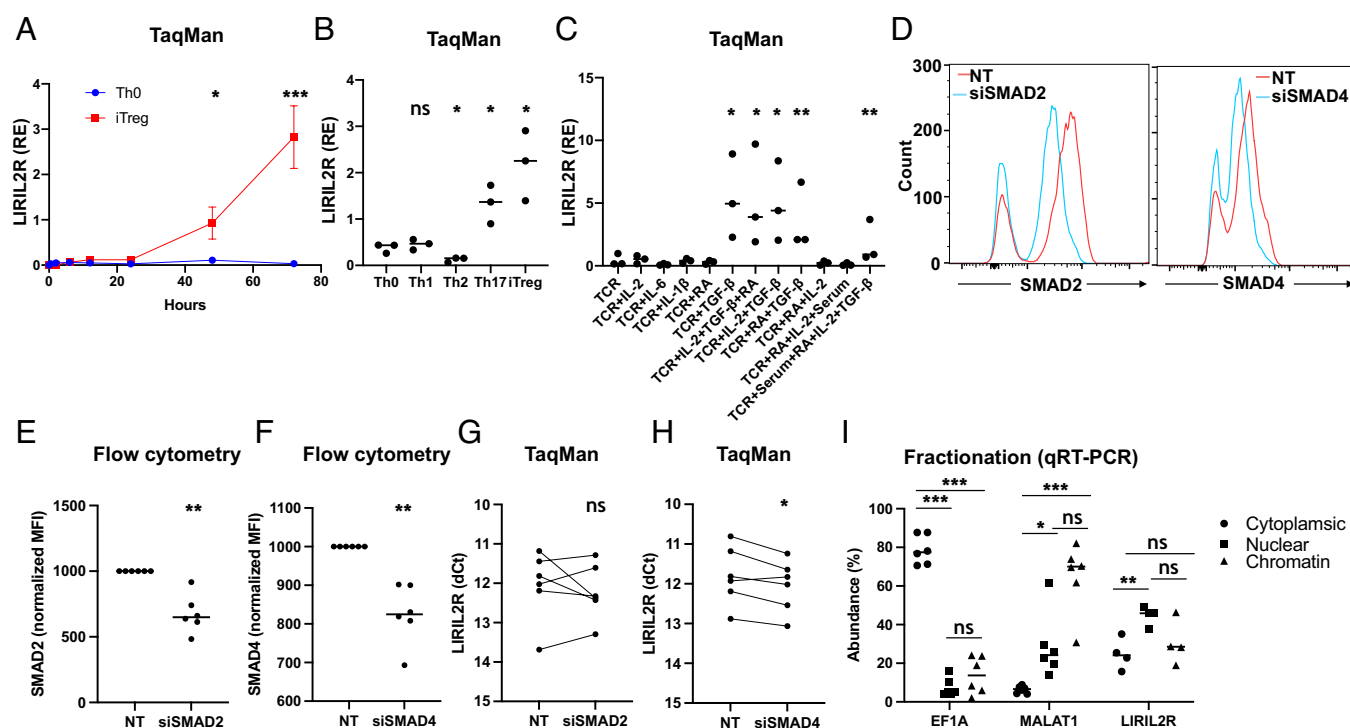 A
TaqMan
LIRIL2R (RE)
4
3
2
1
0
Th0
iTreg
*
***
0
20
40
60
80
Hours
B
TaqMan
LIRIL2R (RE)
4
3
2
1
0
ns
*
*
*
Th0
Th1
Th2
Th17
iTreg
C
TaqMan
LIRIL2R (RE)
15
10
5
0
*
*
*
**
**
TCR
TCR+IL-2
TCR+IL-6
TCR+IL-1β
TCR+RA
TCR+TGF-β
TCR+IL-2+TGF-β+RA
TCR+IL-2+TGF-β
TCR+RA+TGF-β
TCR+RA+IL-2
TCR+RA+IL-2+Serum
TCR+Serum+RA+IL-2+TGF-β
D
Count
300
200
100
0
NT
siSMAD2
SMAD2
NT
siSMAD4
SMAD4
E
Flow cytometry
SMAD2 (normalized MFI)
1500
1000
500
0
**
NT
siSMAD2
F
Flow cytometry
SMAD4 (normalized MFI)
1100
1000
900
800
700
600
**
NT
siSMAD4
G
TaqMan
LIRIL2R (dCt)
10
11
12
13
14
15
ns
NT
siSMAD2
H
TaqMan
LIRIL2R (dCt)
10
11
12
13
14
15
*
NT
siSMAD4
I
Fractionation (qRT-PCR)
Abundance (%)
100
80
60
40
20
0
***
***
ns
***
*
ns
ns
**
ns
EF1A
MALAT1
LIRIL2R
Cytoplamsic
Nuclear
Chromatin